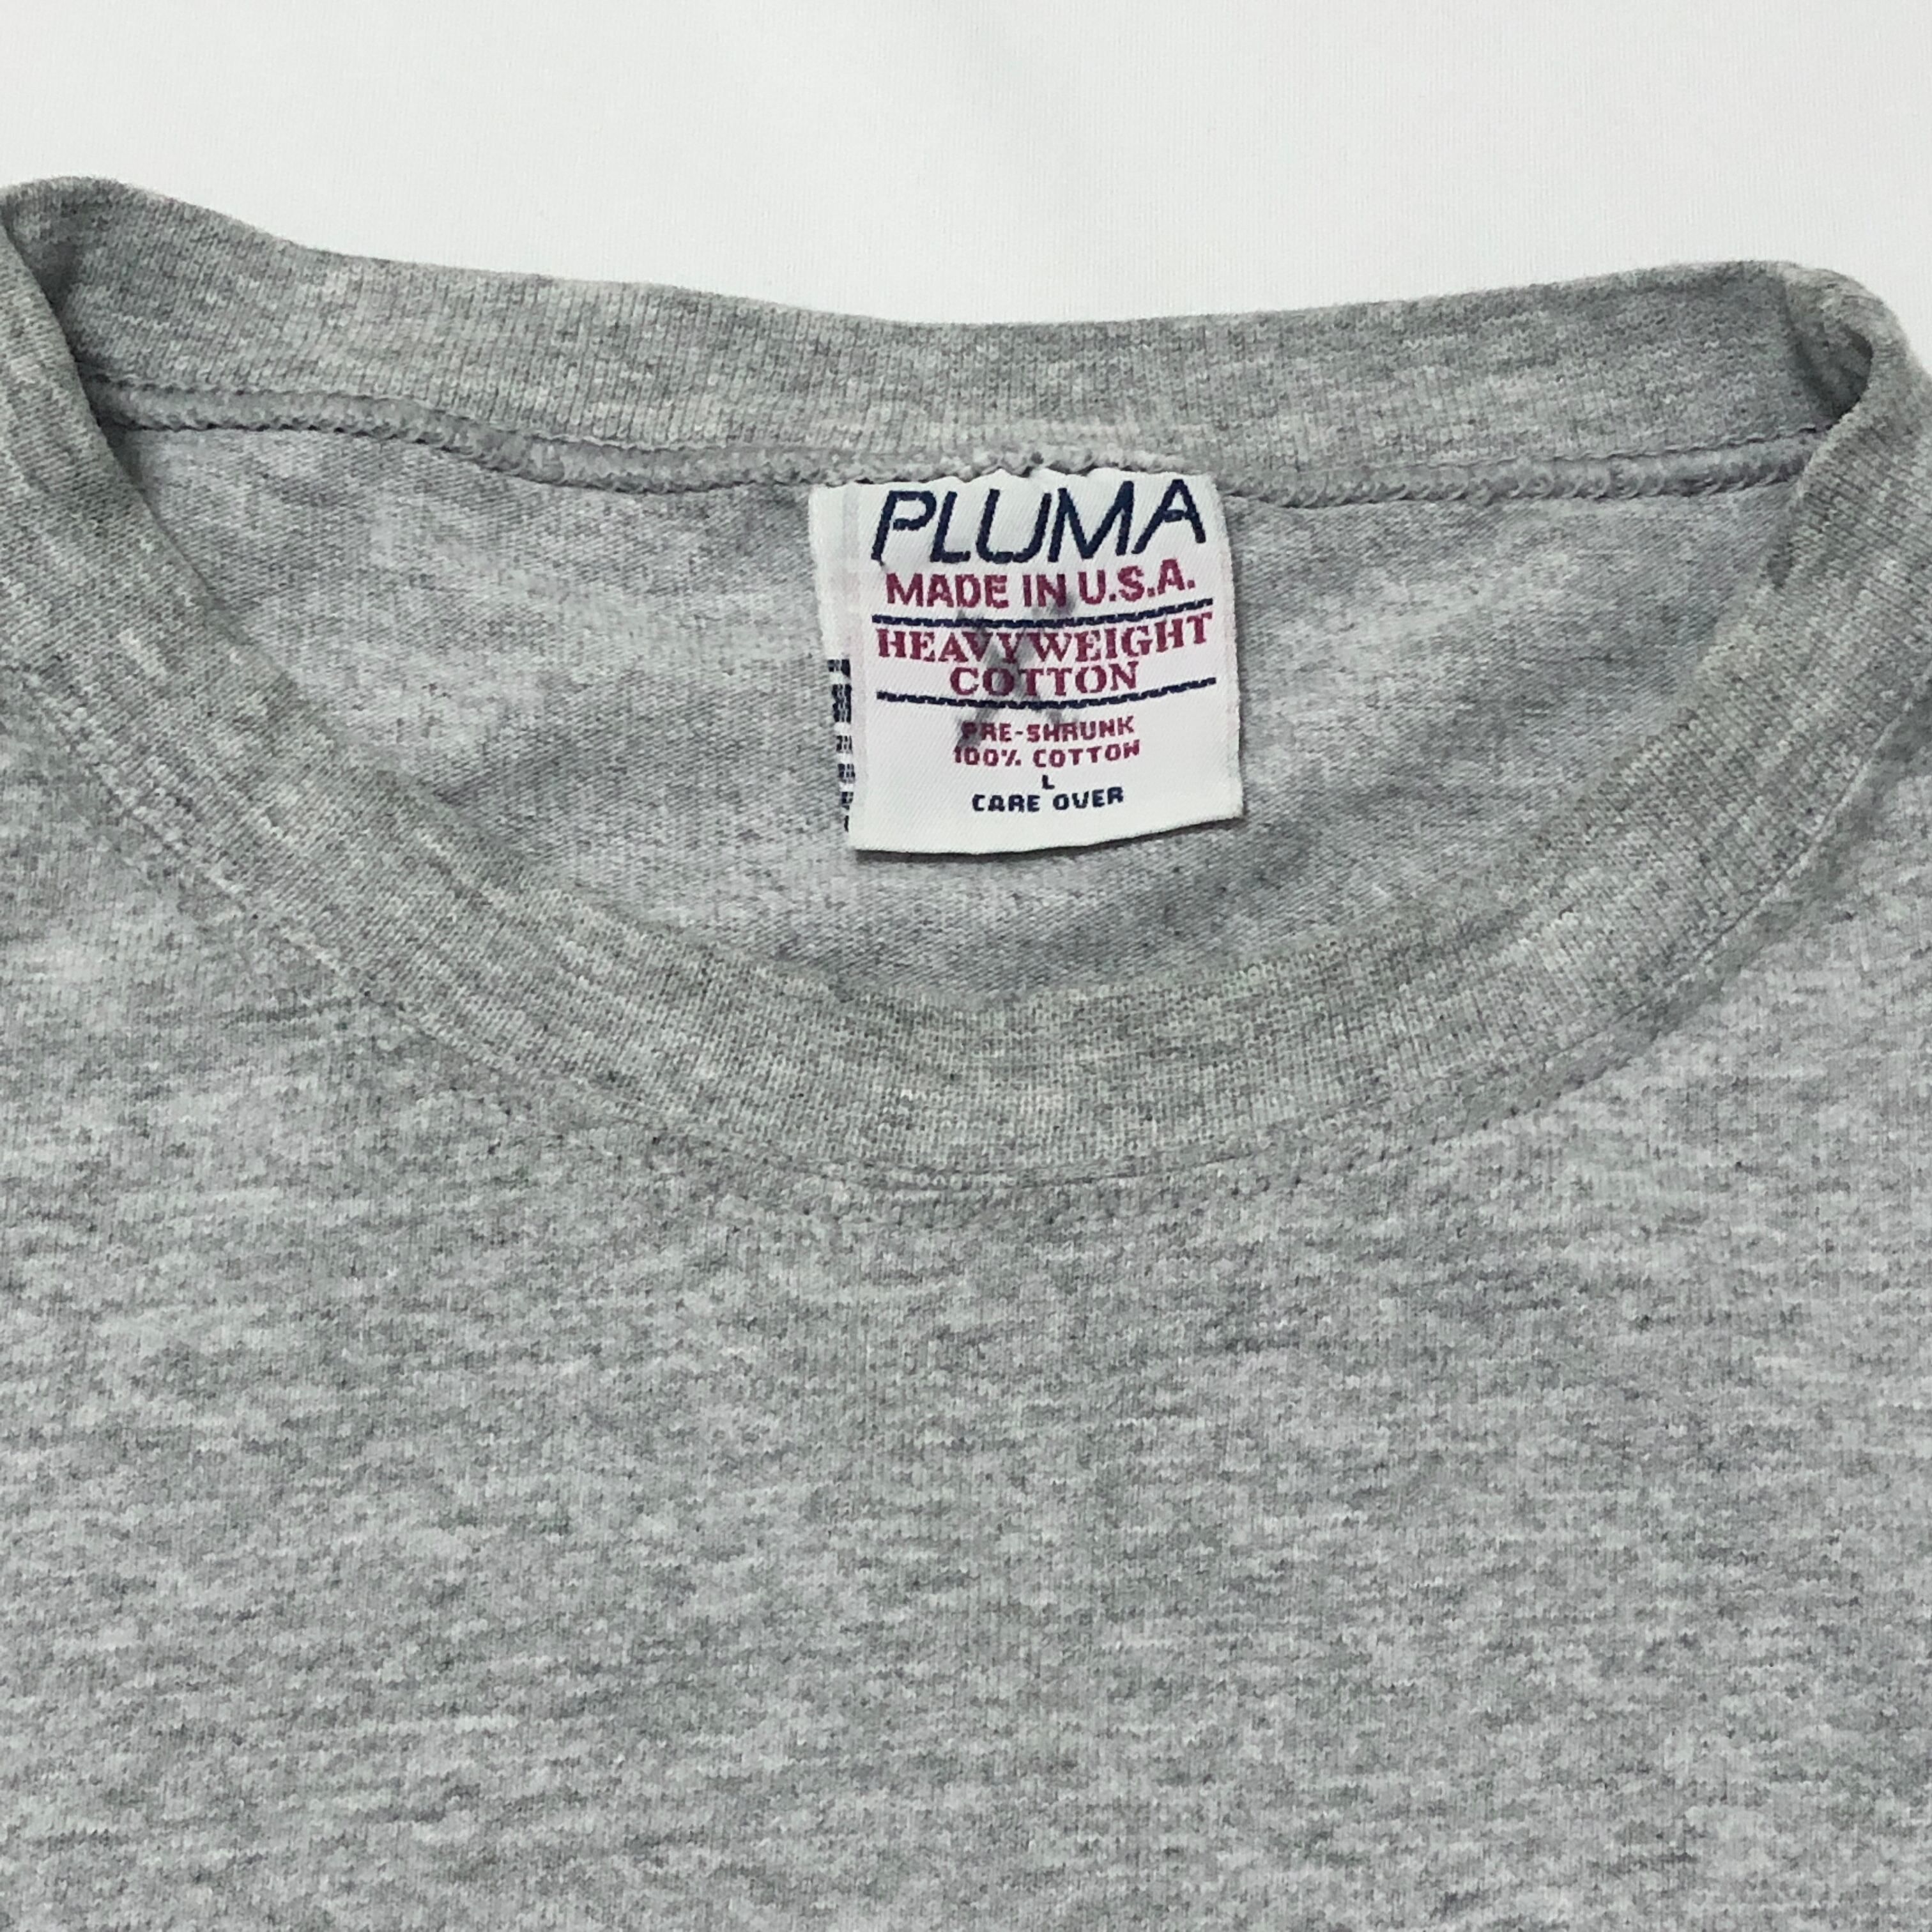 PLUMA
MADE IN U.S.A.
HEAVYWEIGHT
COTTON
PRE-SHRUNK
100% COTTON
L
CARE OVER